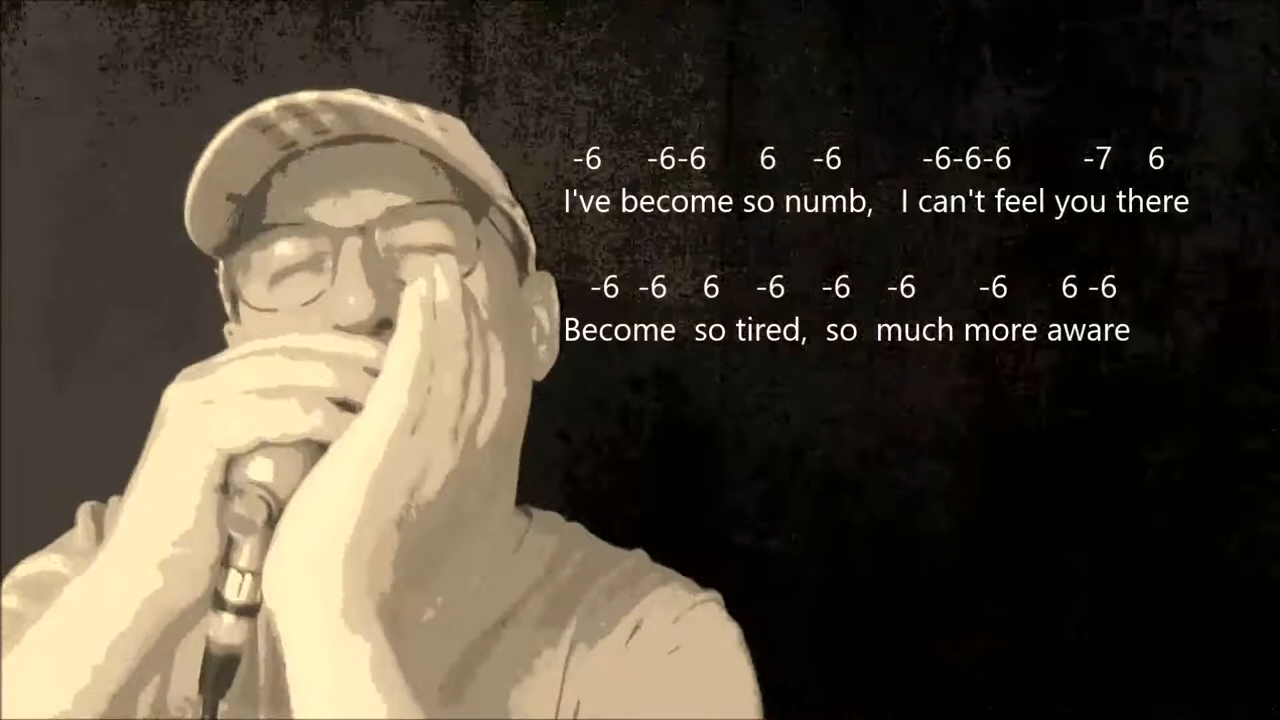 -6 -6-6 6 -6 -6-6-6 -7 6
I've become so numb, I can't feel you there
-6 -6 6 -6 -6 -6 -6 6 -6
Become so tired, so much more aware